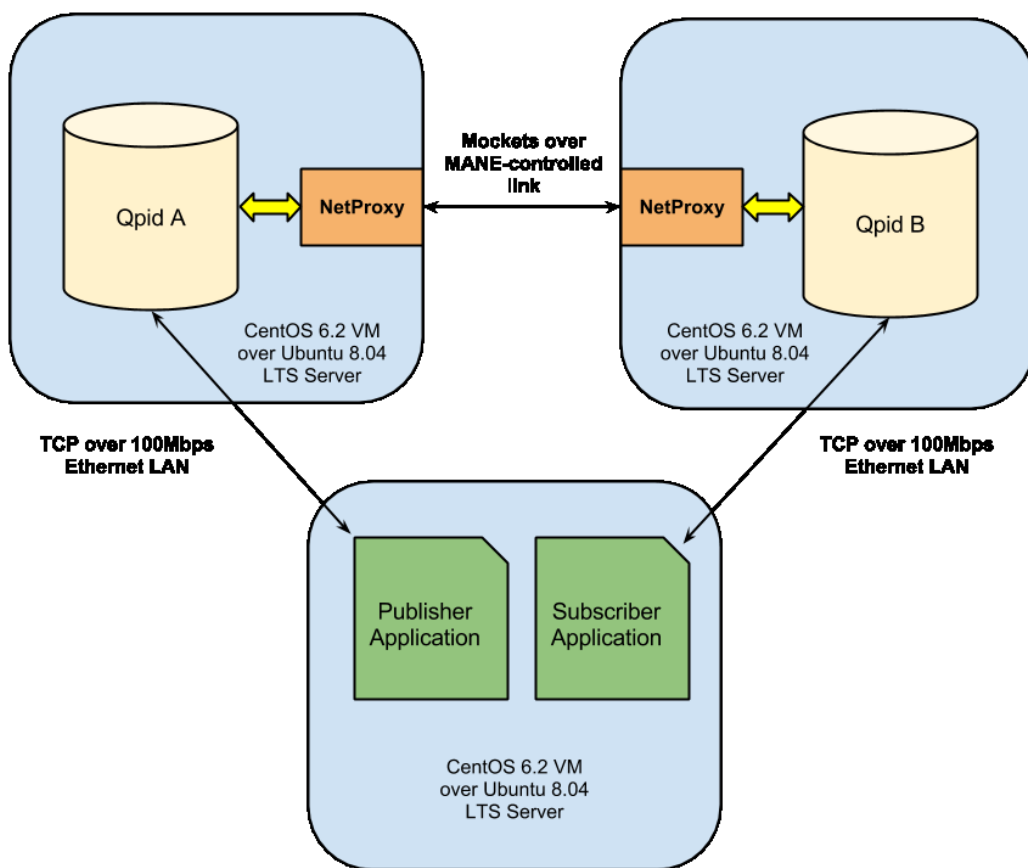 Mockets over
MANE-controlled
link
Qpid A
NetProxy
NetProxy
Qpid B
CentOS 6.2 VM
over Ubuntu 8.04
LTS Server
CentOS 6.2 VM
over Ubuntu 8.04
LTS Server
TCP over 100Mbps
Ethernet LAN
TCP over 100Mbps
Ethernet LAN
Publisher
Application
Subscriber
Application
CentOS 6.2 VM
over Ubuntu 8.04
LTS Server